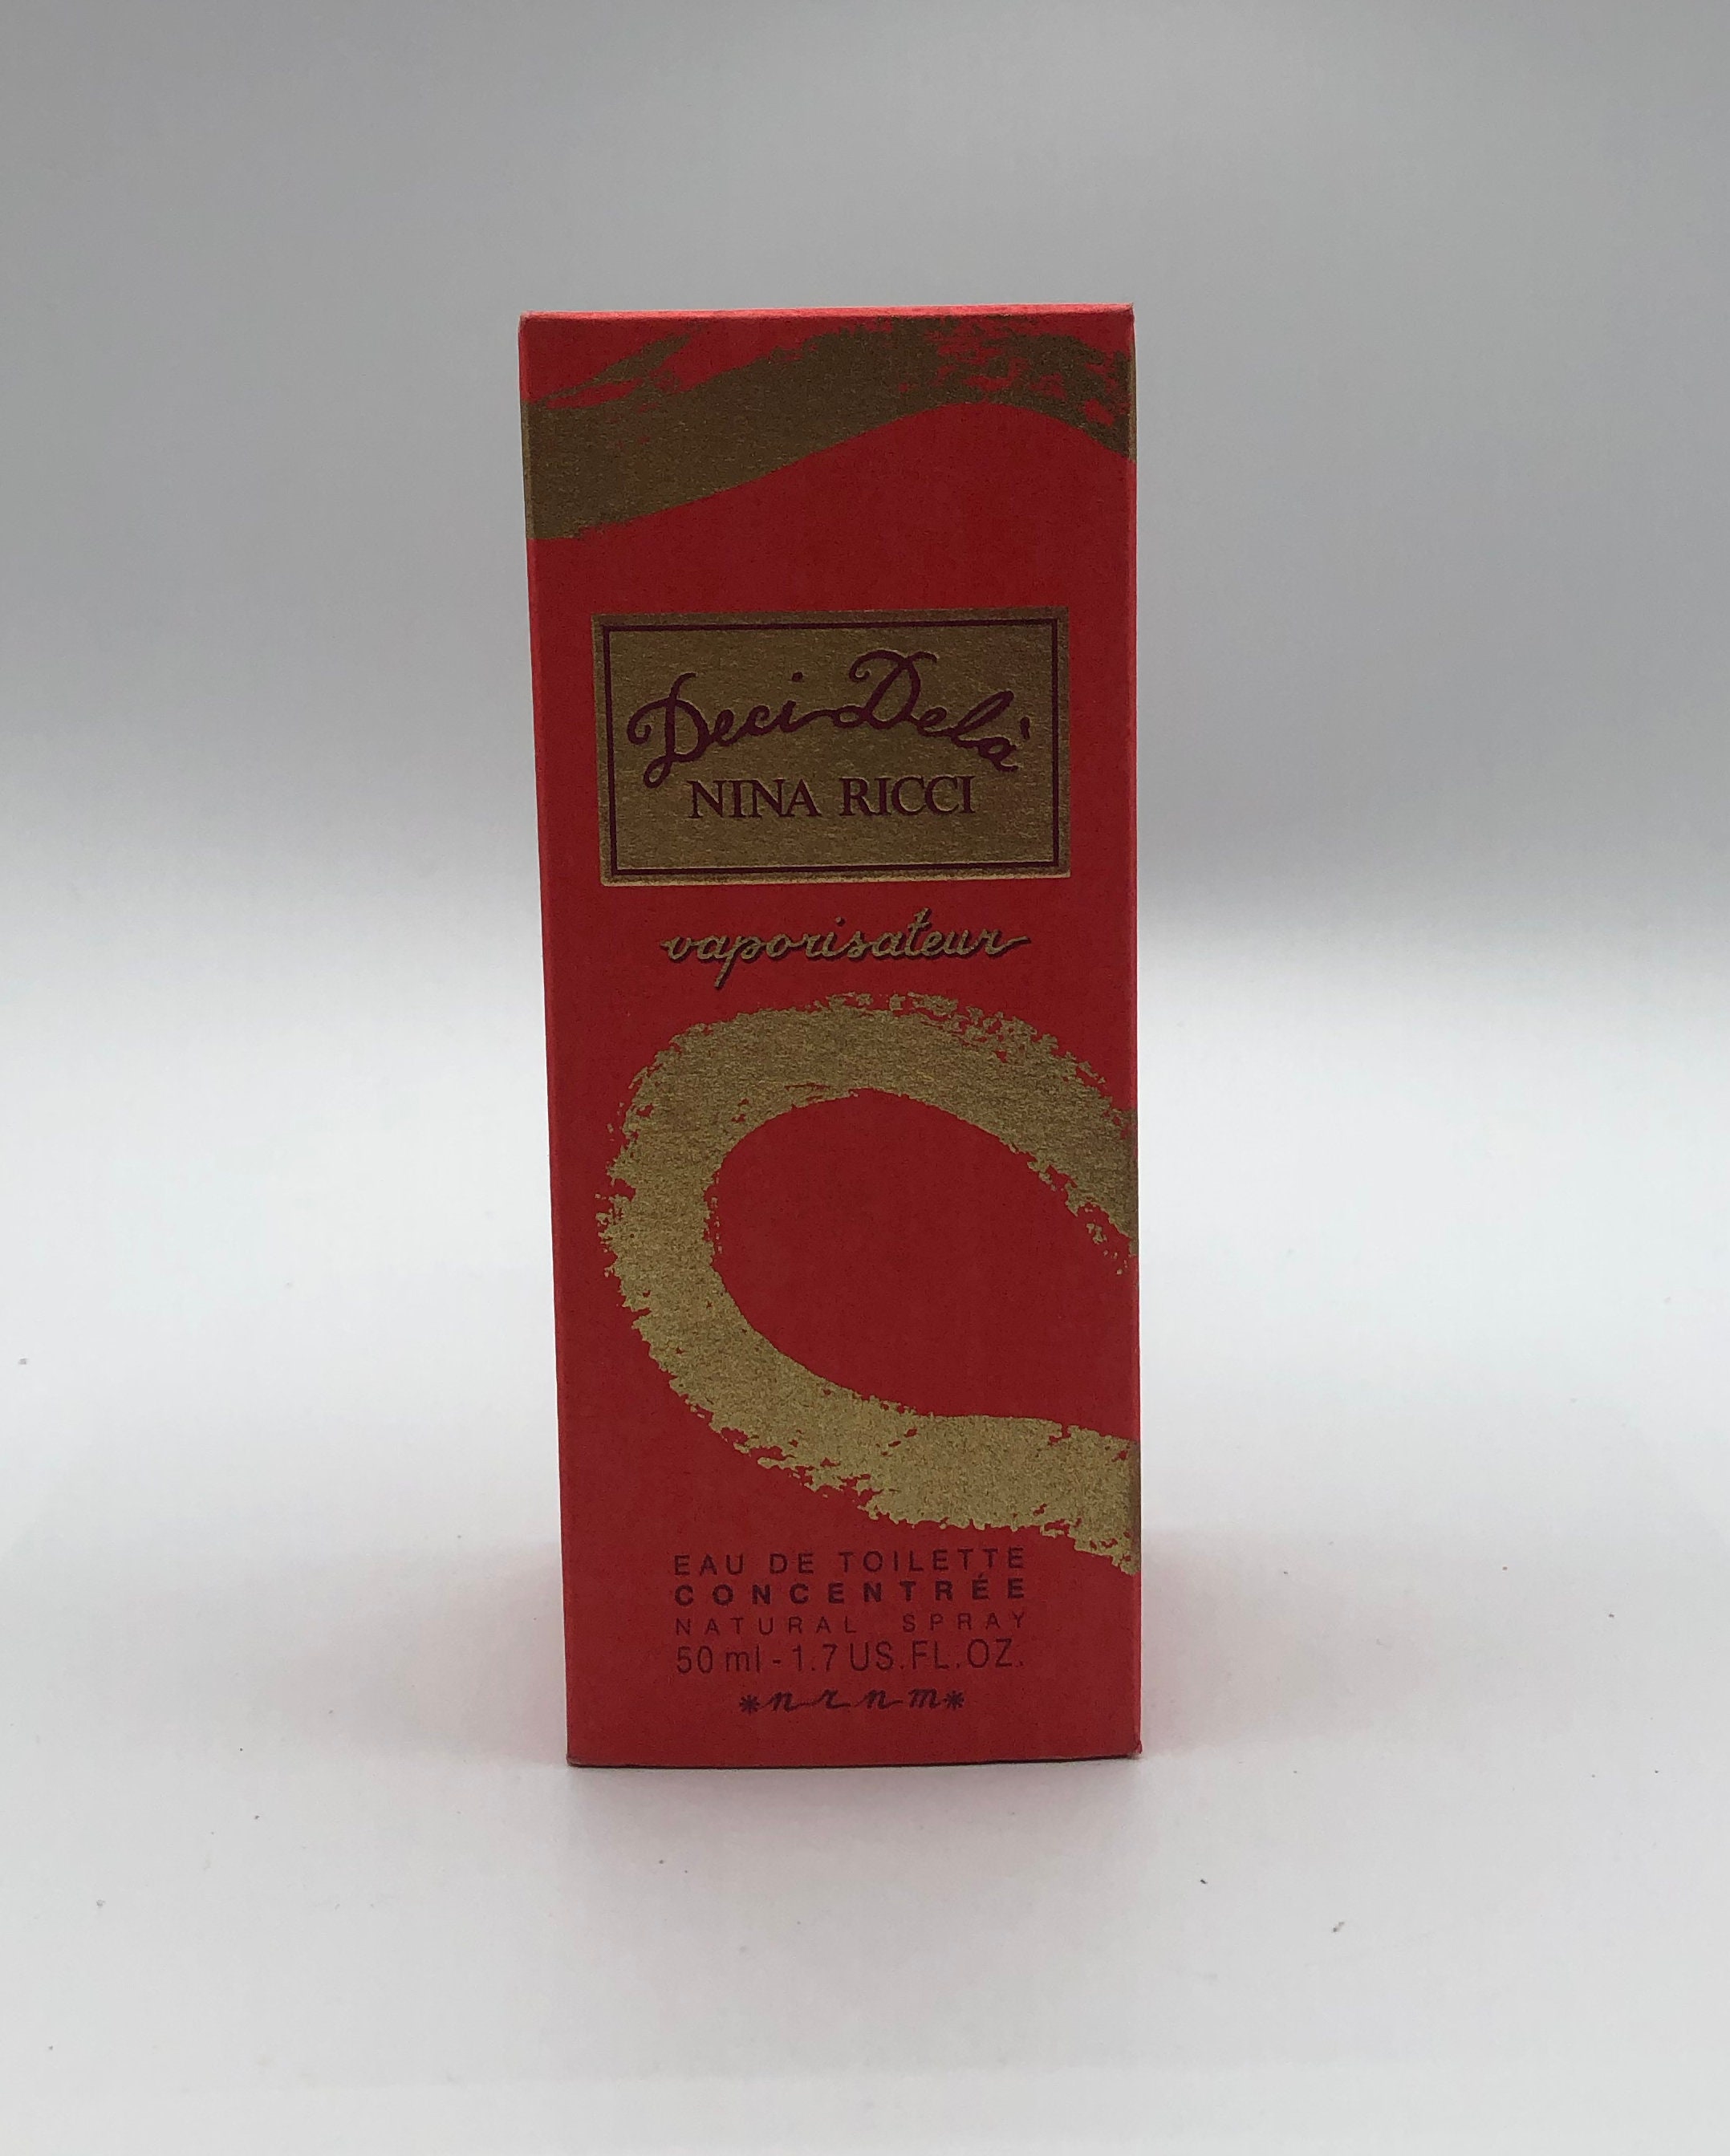 Deci Delà
NINA RICCI
vaporisateur
EAU DE TOILETTE
CONCENTRÉE
NATURAL SPRAY
50 ml - 1.7 US.FL.OZ.
*n r n m*